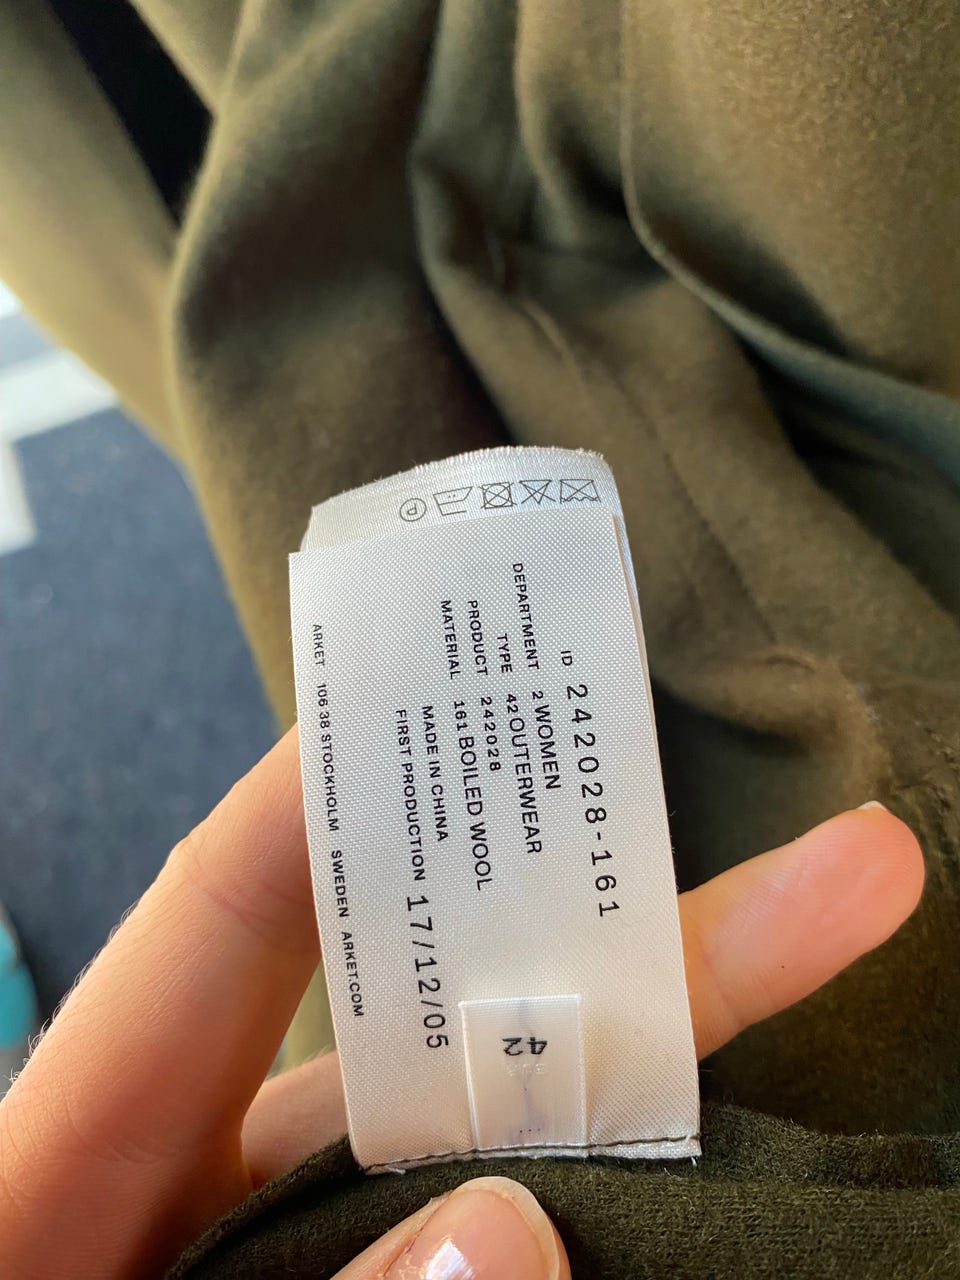 ID 242028-161
DEPARTMENT 2 WOMEN
TYPE 42 OUTERWEAR
PRODUCT 242028
MATERIAL 161 BOILED WOOL
MADE IN CHINA
FIRST PRODUCTION 17/12/05
ARKET 106 38 STOCKHOLM SWEDEN ARKET.COM
42
P